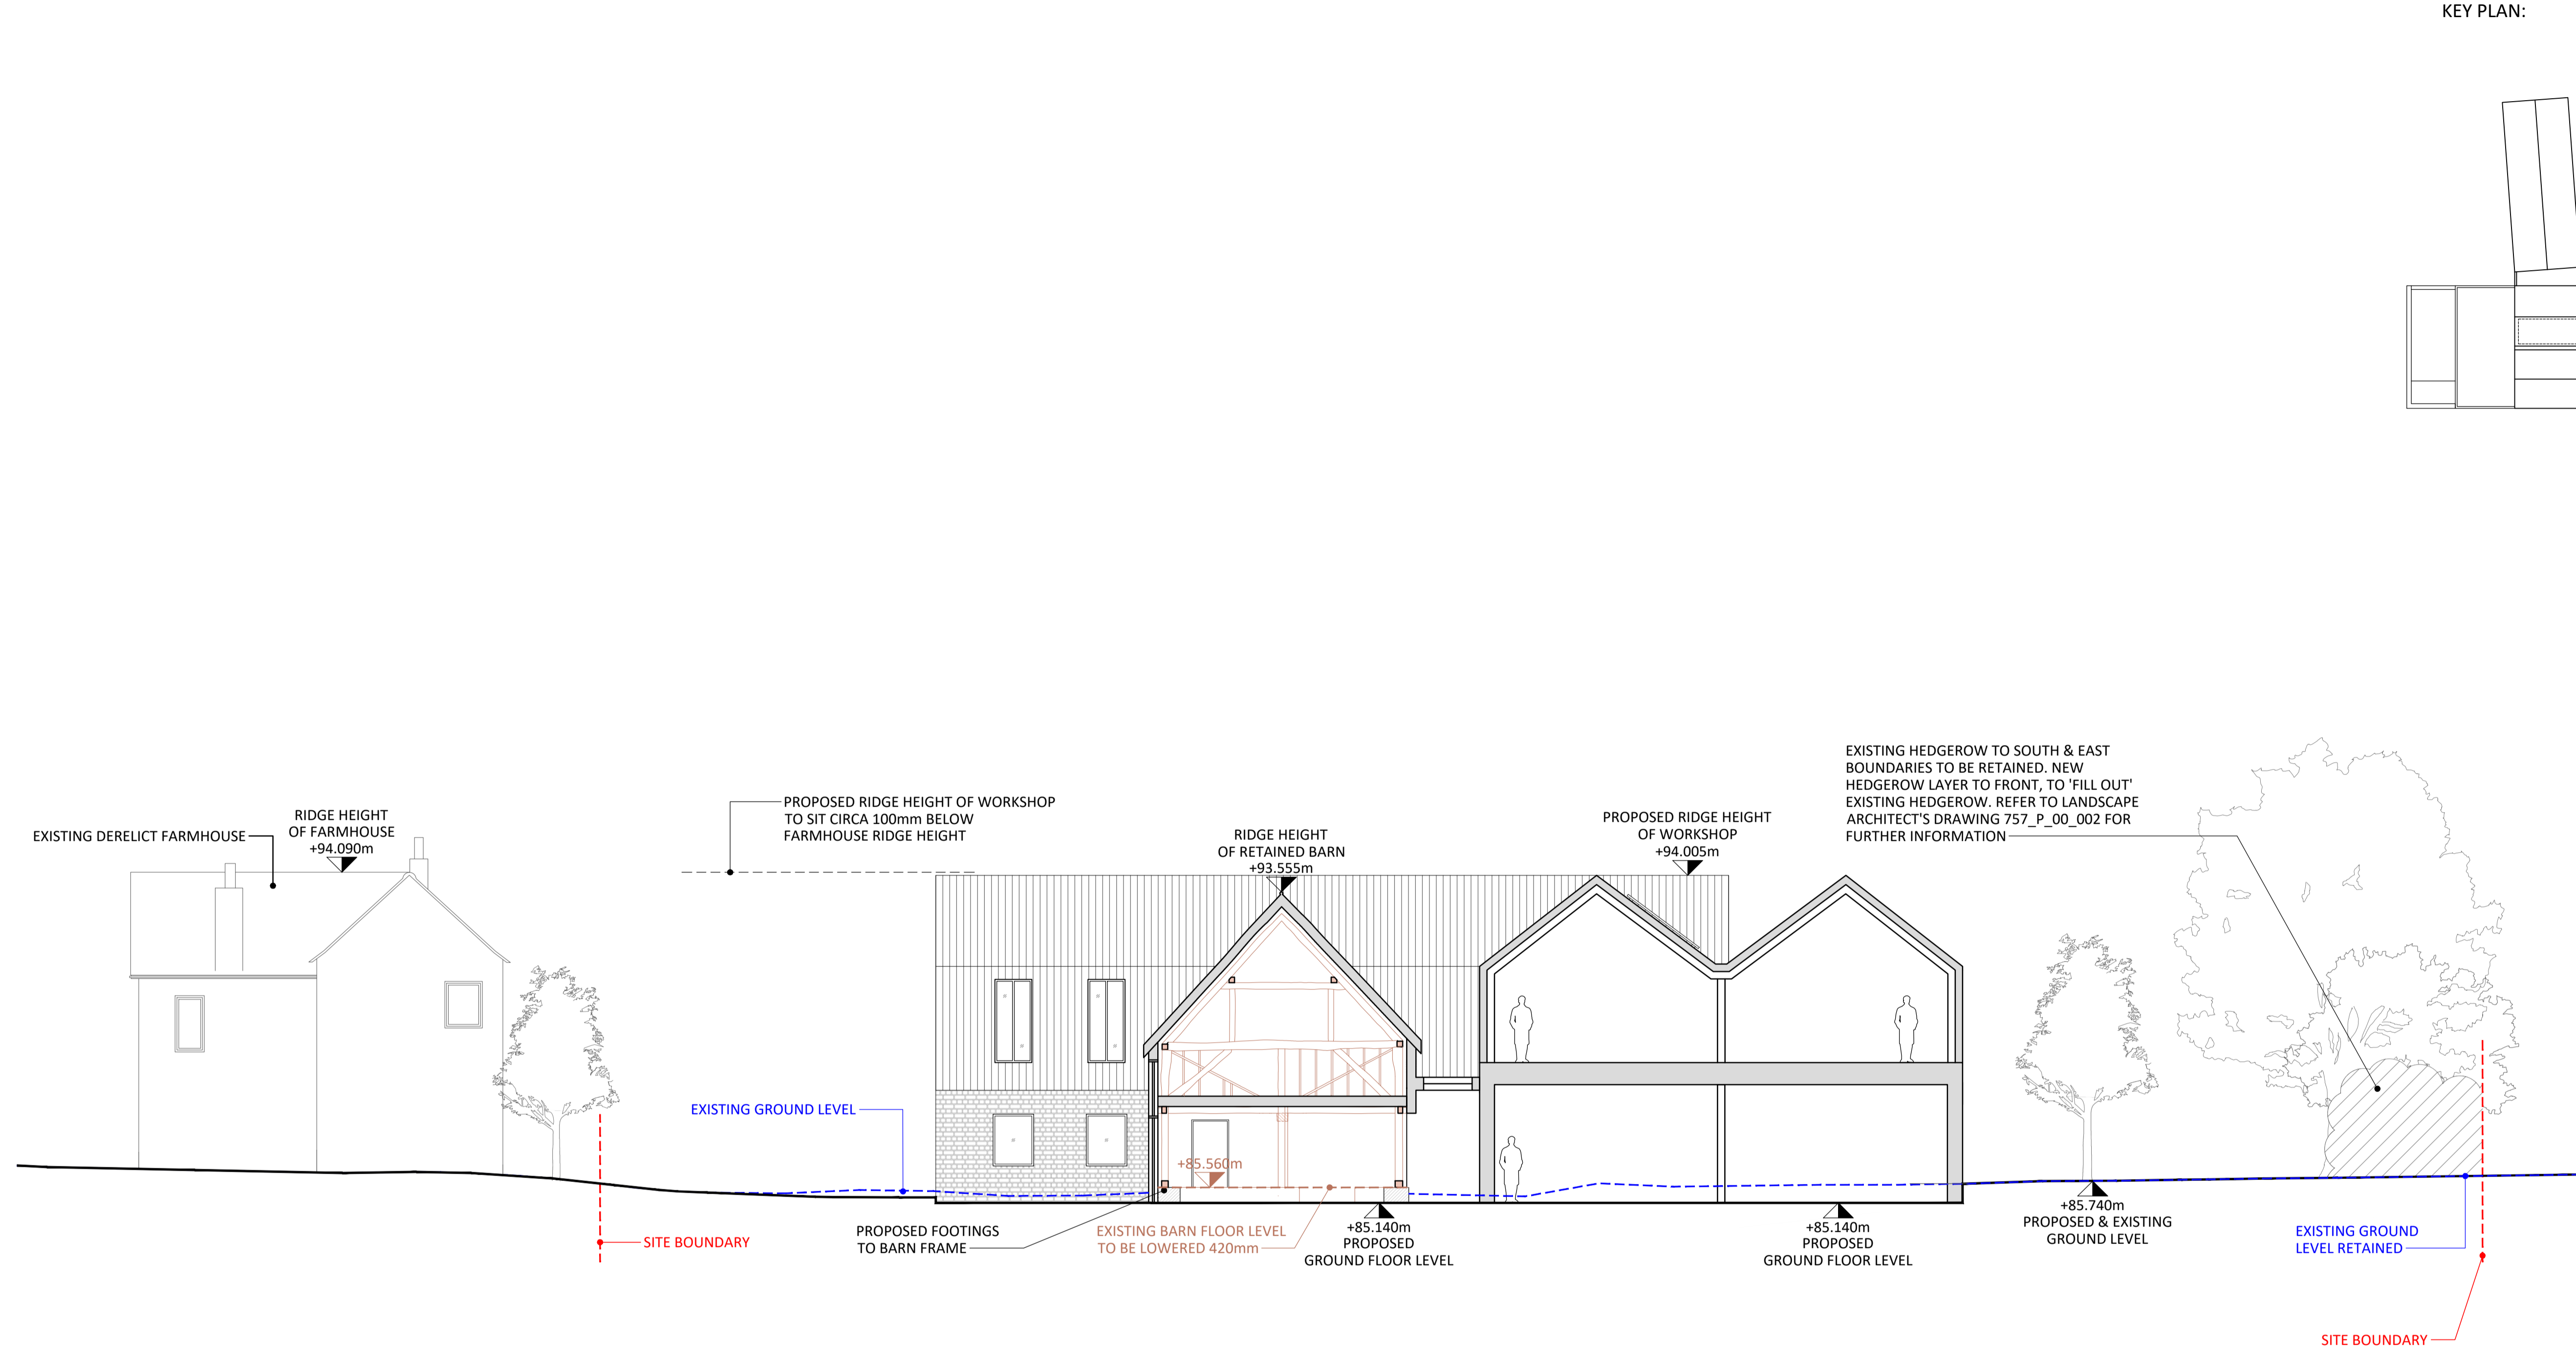 KEY PLAN:
EXISTING DERELICT FARMHOUSE
RIDGE HEIGHT
OF FARMHOUSE
+94.090m
PROPOSED RIDGE HEIGHT OF WORKSHOP
TO SIT CIRCA 100mm BELOW
FARMHOUSE RIDGE HEIGHT
RIDGE HEIGHT
OF RETAINED BARN
+93.555m
PROPOSED RIDGE HEIGHT
OF WORKSHOP
+94.005m
EXISTING HEDGEROW TO SOUTH & EAST
BOUNDARIES TO BE RETAINED. NEW
HEDGEROW LAYER TO FRONT, TO 'FILL OUT'
EXISTING HEDGEROW. REFER TO LANDSCAPE
ARCHITECT'S DRAWING 757_P_00_002 FOR
FURTHER INFORMATION
EXISTING GROUND LEVEL
+85.560m
SITE BOUNDARY
PROPOSED FOOTINGS
TO BARN FRAME
EXISTING BARN FLOOR LEVEL
TO BE LOWERED 420mm
+85.140m
PROPOSED
GROUND FLOOR LEVEL
+85.140m
PROPOSED
GROUND FLOOR LEVEL
+85.740m
PROPOSED & EXISTING
GROUND LEVEL
EXISTING GROUND
LEVEL RETAINED
SITE BOUNDARY